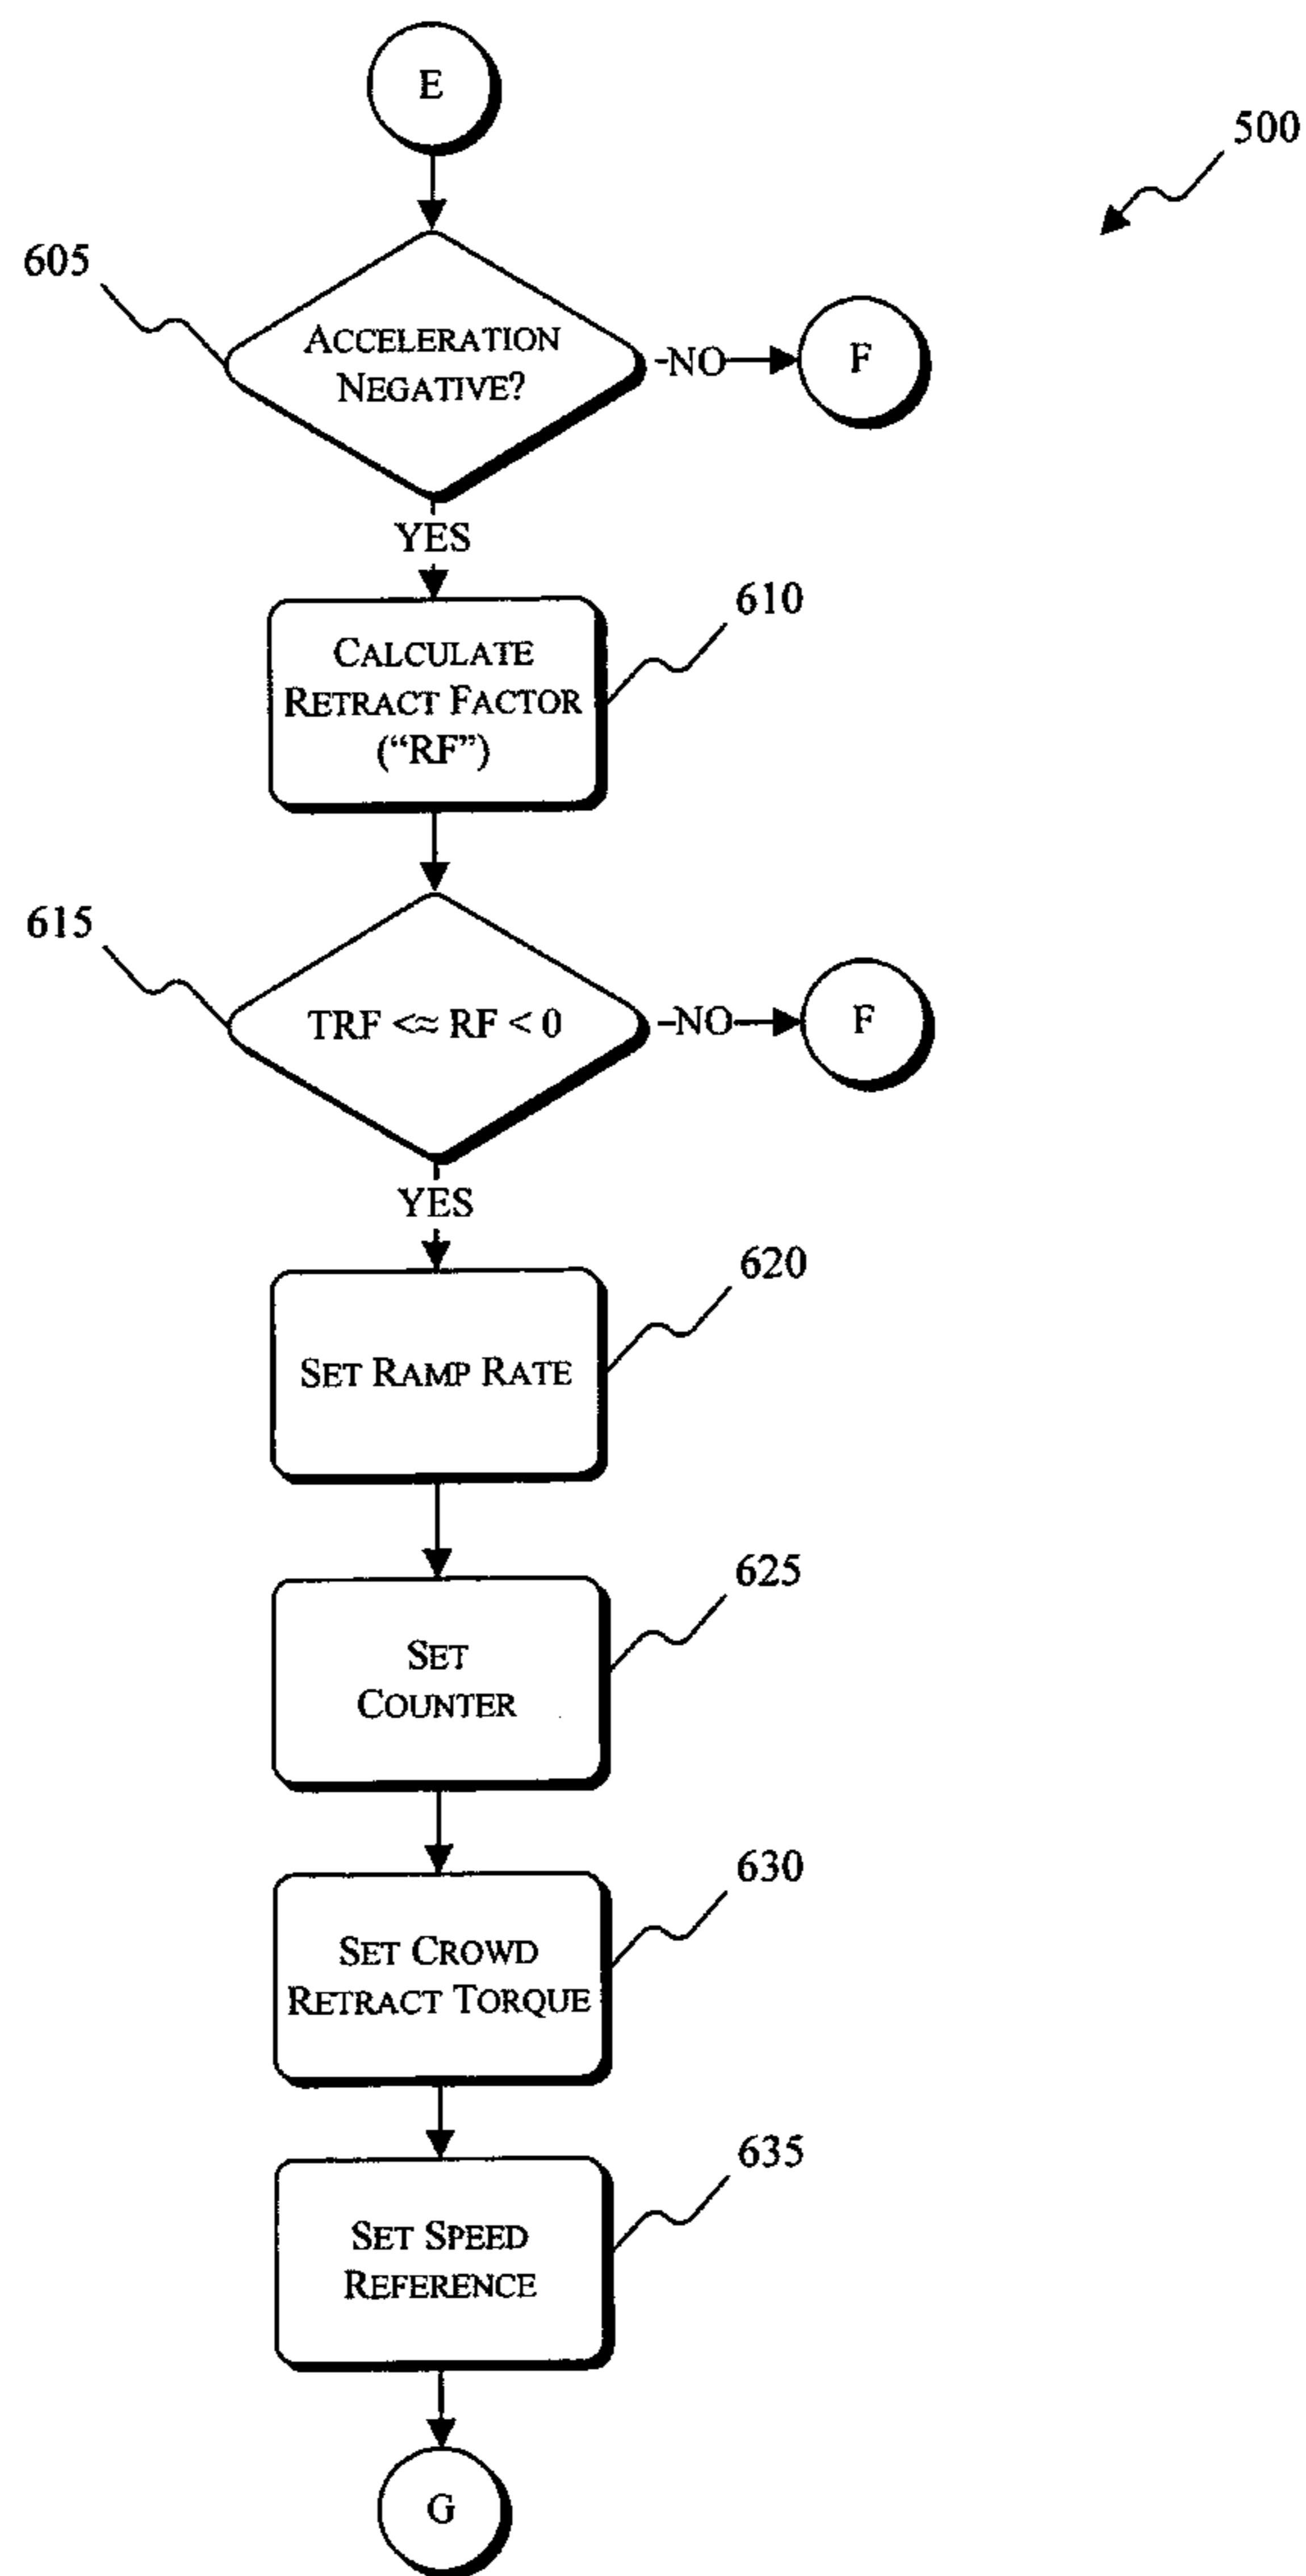 E
500
605
ACCELERATION
NEGATIVE?
-NO
F
YES
610
CALCULATE
RETRACT FACTOR
("RF")
615
TRF <≈ RF < 0
-NO
F
YES
620
SET RAMP RATE
625
SET
COUNTER
630
SET CROWD
RETRACT TORQUE
635
SET SPEED
REFERENCE
G